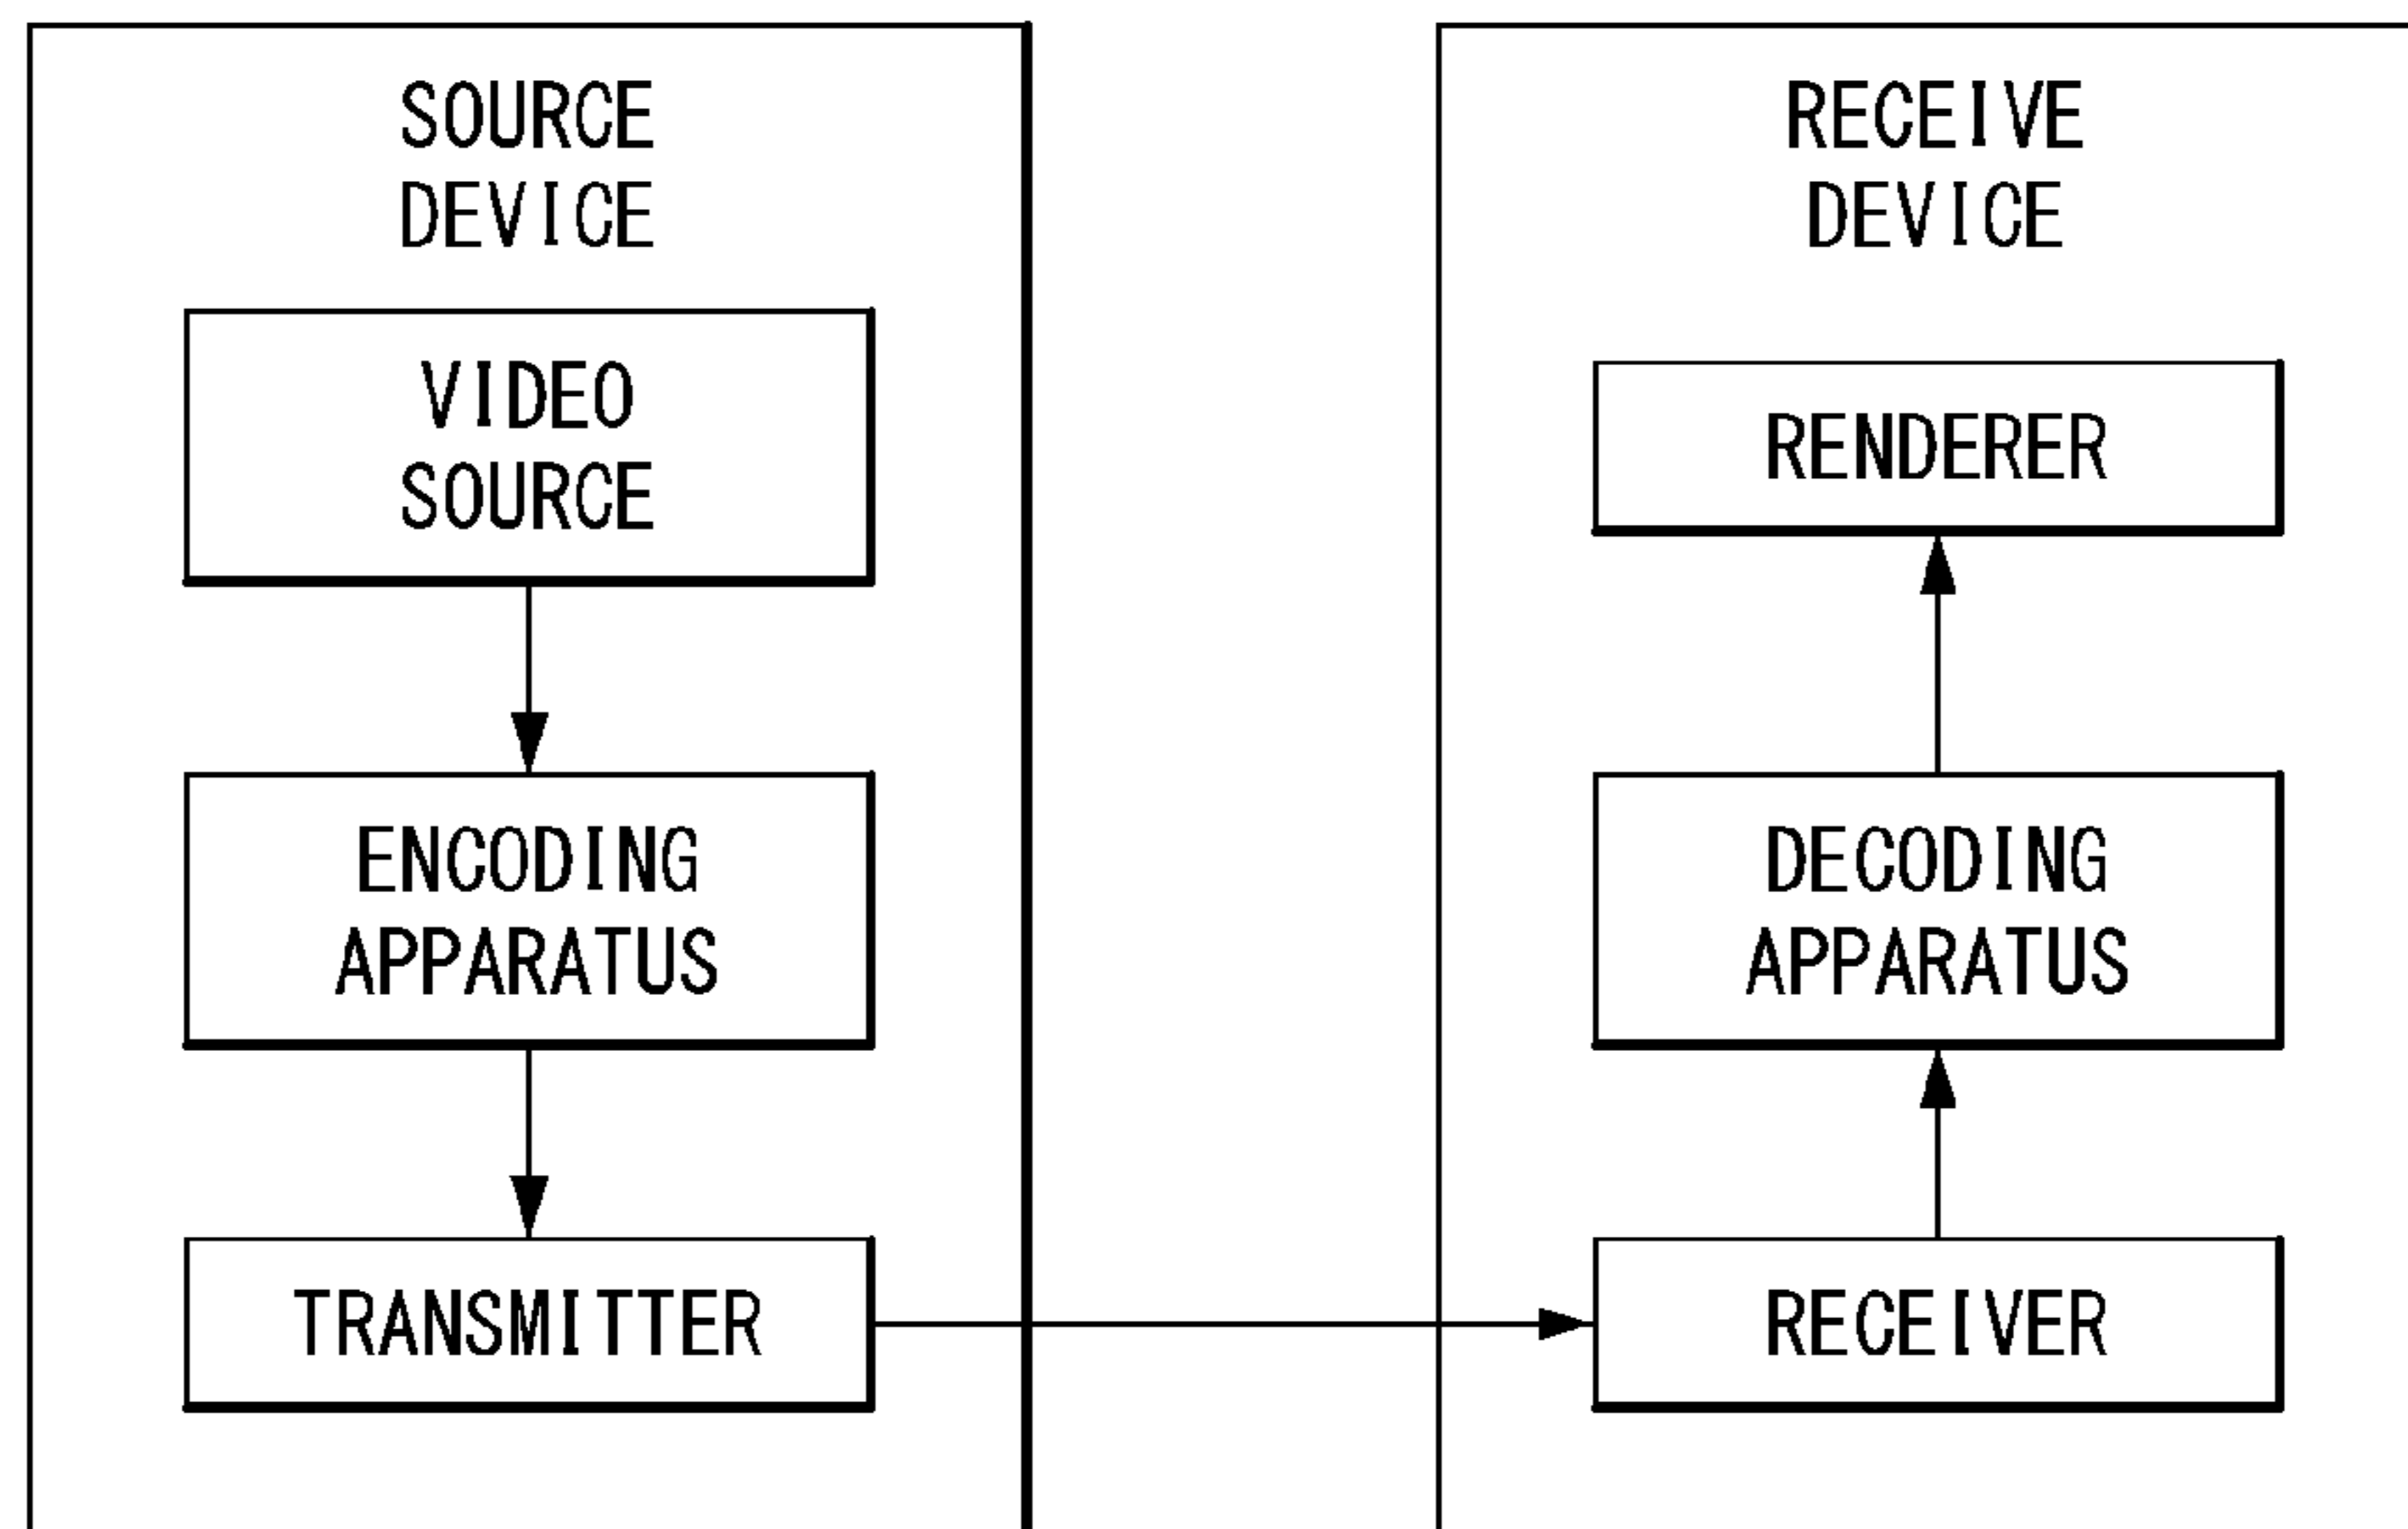 SOURCE
DEVICE
VIDEO
SOURCE
ENCODING
APPARATUS
TRANSMITTER
RECEIVE
DEVICE
RENDERER
DECODING
APPARATUS
RECEIVER